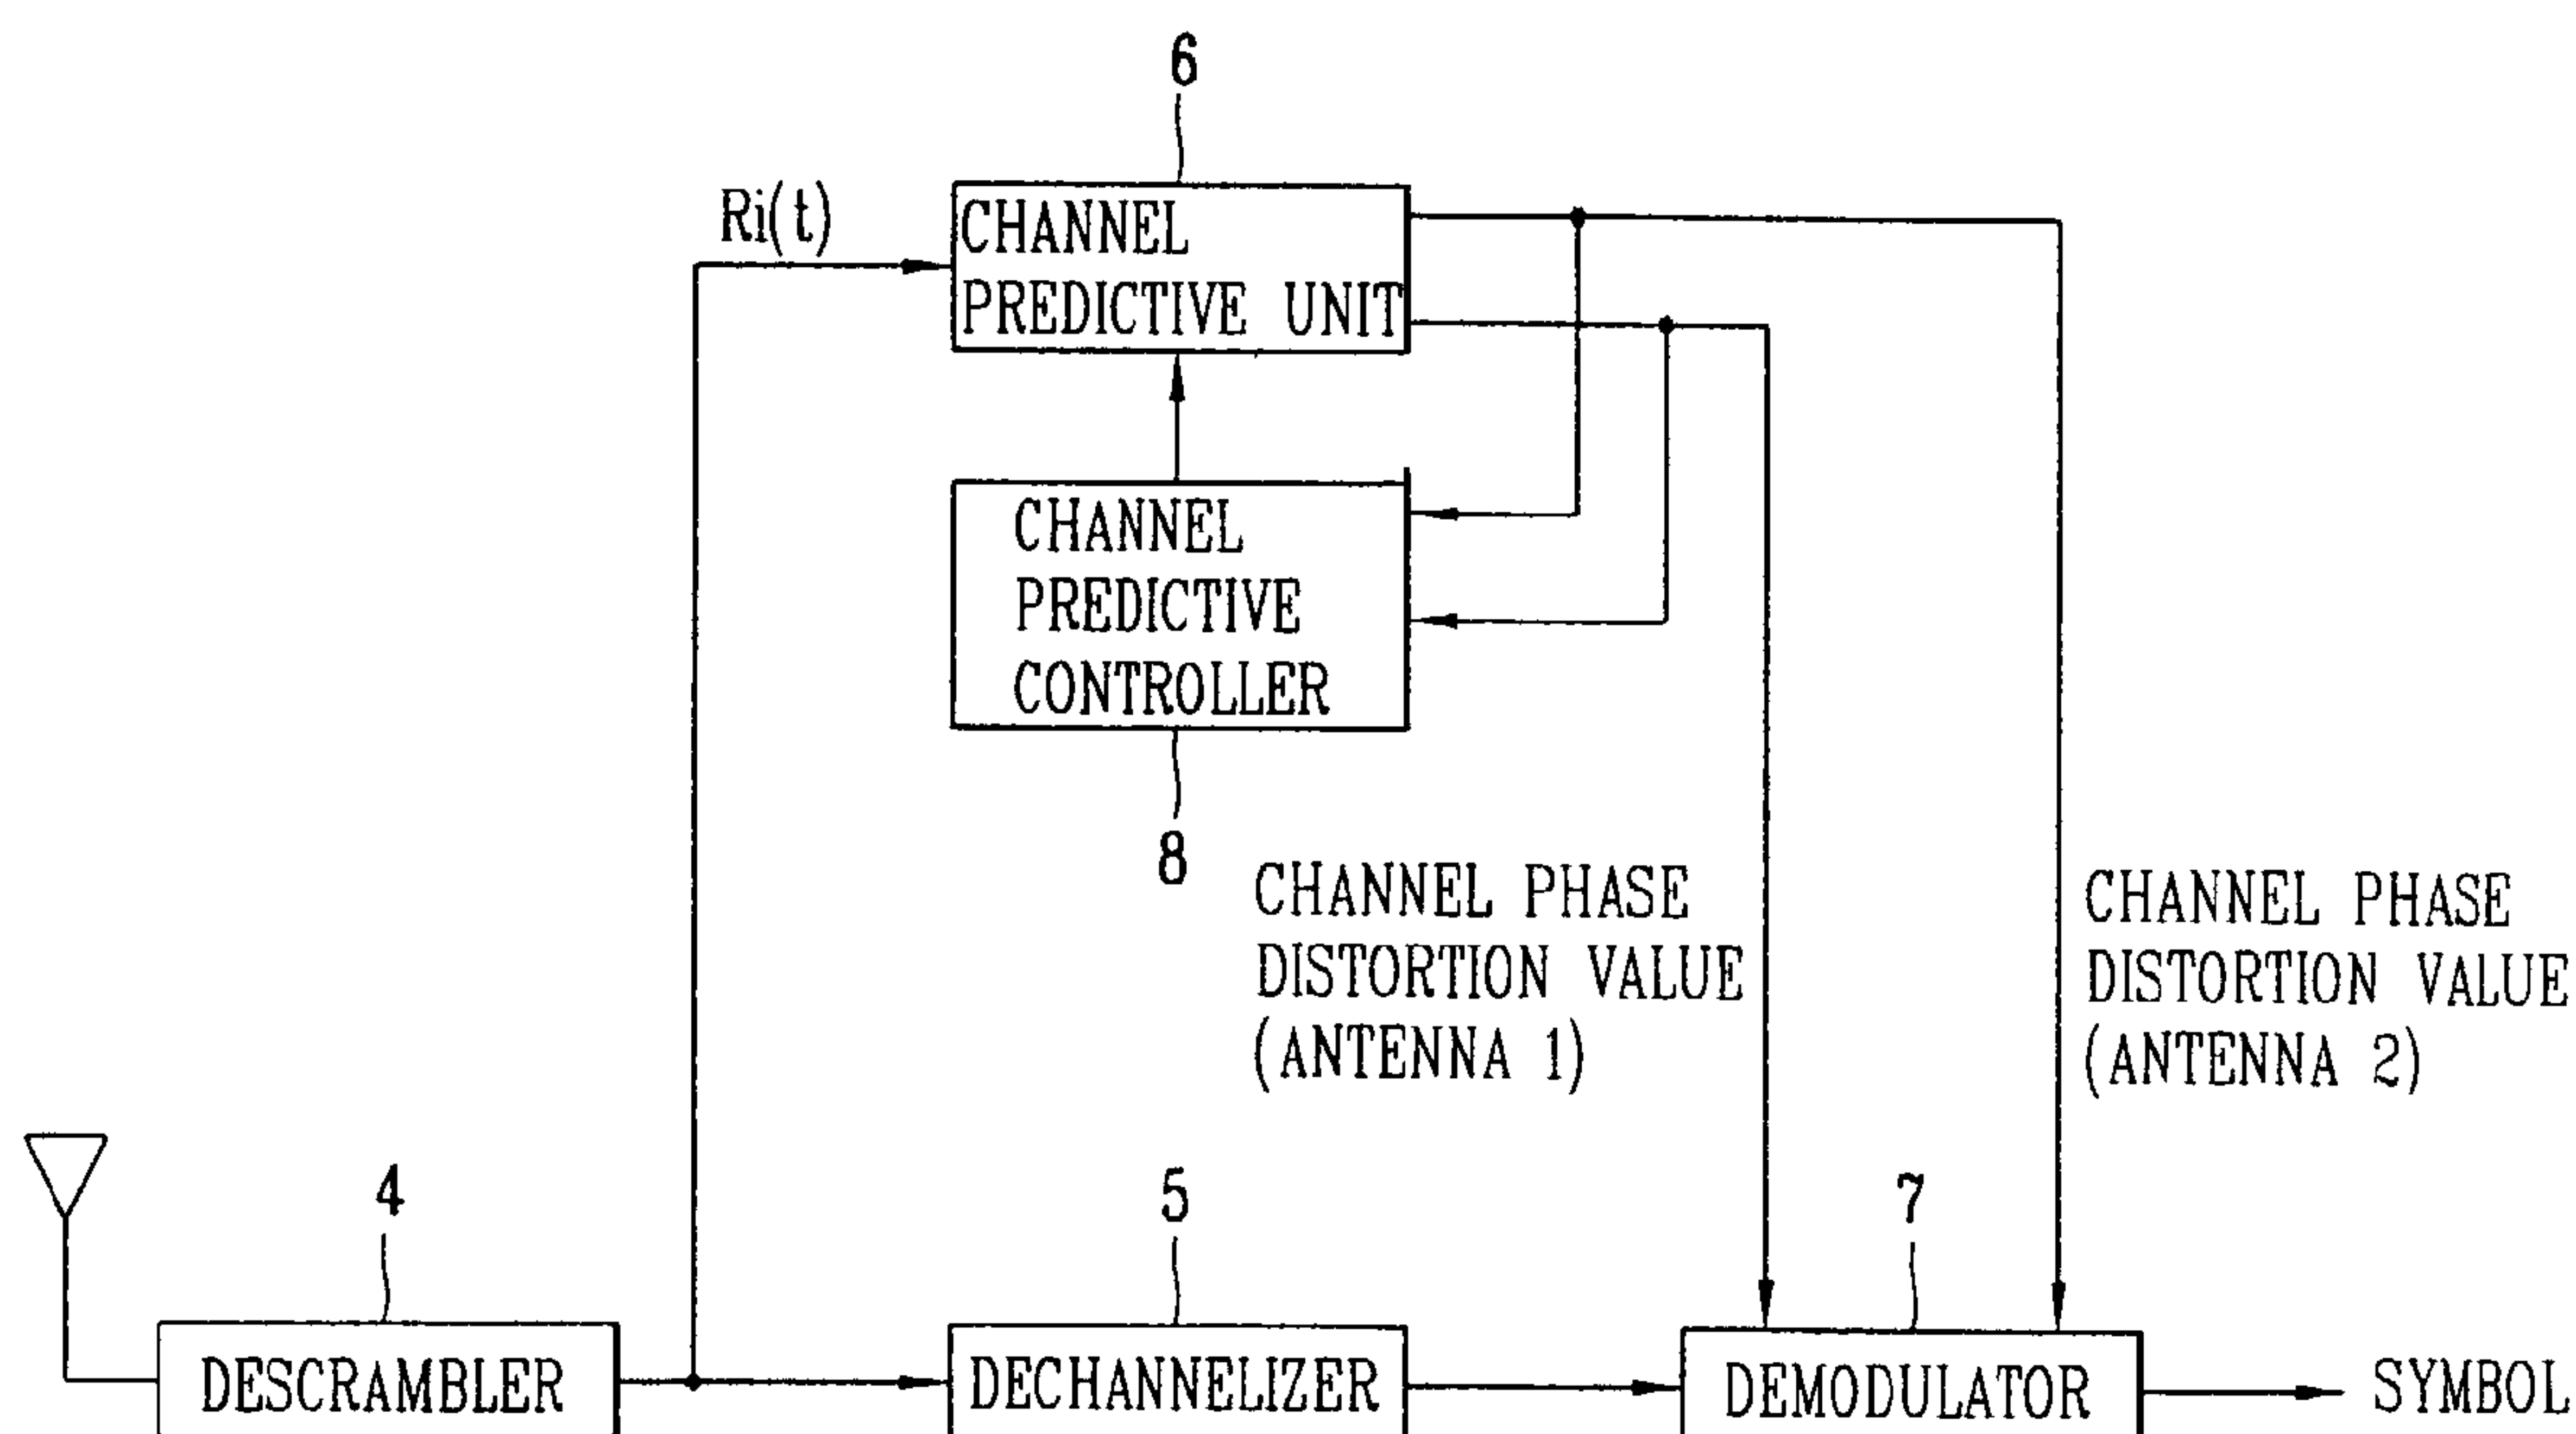 6
Ri(t)
CHANNEL
PREDICTIVE UNIT
CHANNEL
PREDICTIVE
CONTROLLER
8
CHANNEL PHASE
DISTORTION VALUE
(ANTENNA 1)
CHANNEL PHASE
DISTORTION VALUE
(ANTENNA 2)
4
5
7
DESCRAMBLER
DECHANNELIZER
DEMODULATOR
SYMBOL